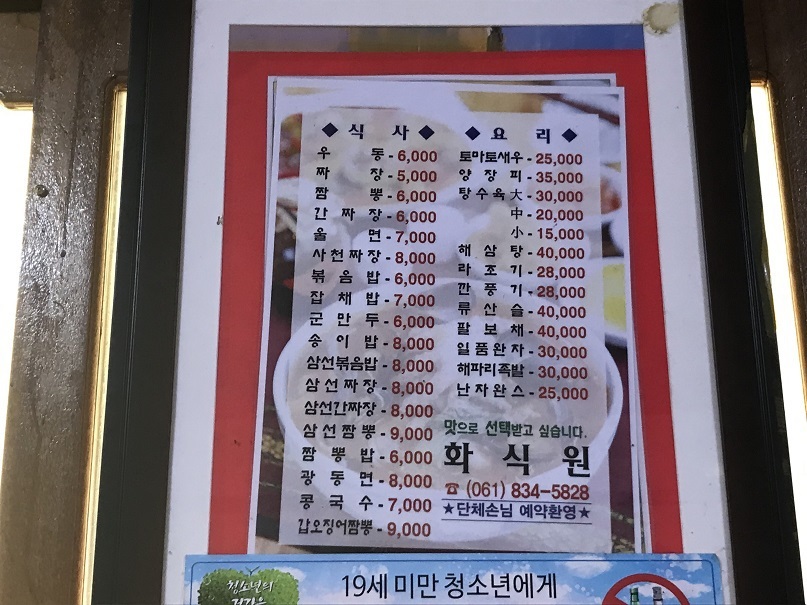 ◆식사◆
우동-6,000
짜장-5,000
짬뽕-6,000
간짜장-6,000
울면-7,000
사천짜장-8,000
볶음밥-6,000
잡채밥-7,000
군만두-6,000
송이밥-8,000
삼선볶음밥-8,000
삼선짜장-8,000
삼선간짜장-8,000
삼선짬뽕-9,000
짬뽕밥-6,000
광동면-8,000
콩국수-7,000
갑오징어짬뽕-9,000
◆요리◆
토마토새우-25,000
양장피-35,000
탕수육大-30,000
中-20,000
小-15,000
해삼탕-40,000
라조기-28,000
깐풍기-28,000
류산슬-40,000
팔보채-40,000
일품완자-30,000
해파리족발-30,000
난자완스-25,000
맛으로 선택받고 싶습니다.
화식원
☎(061) 834-5828
★단체손님 예약환영★
청소년의
19세 미만 청소년에게